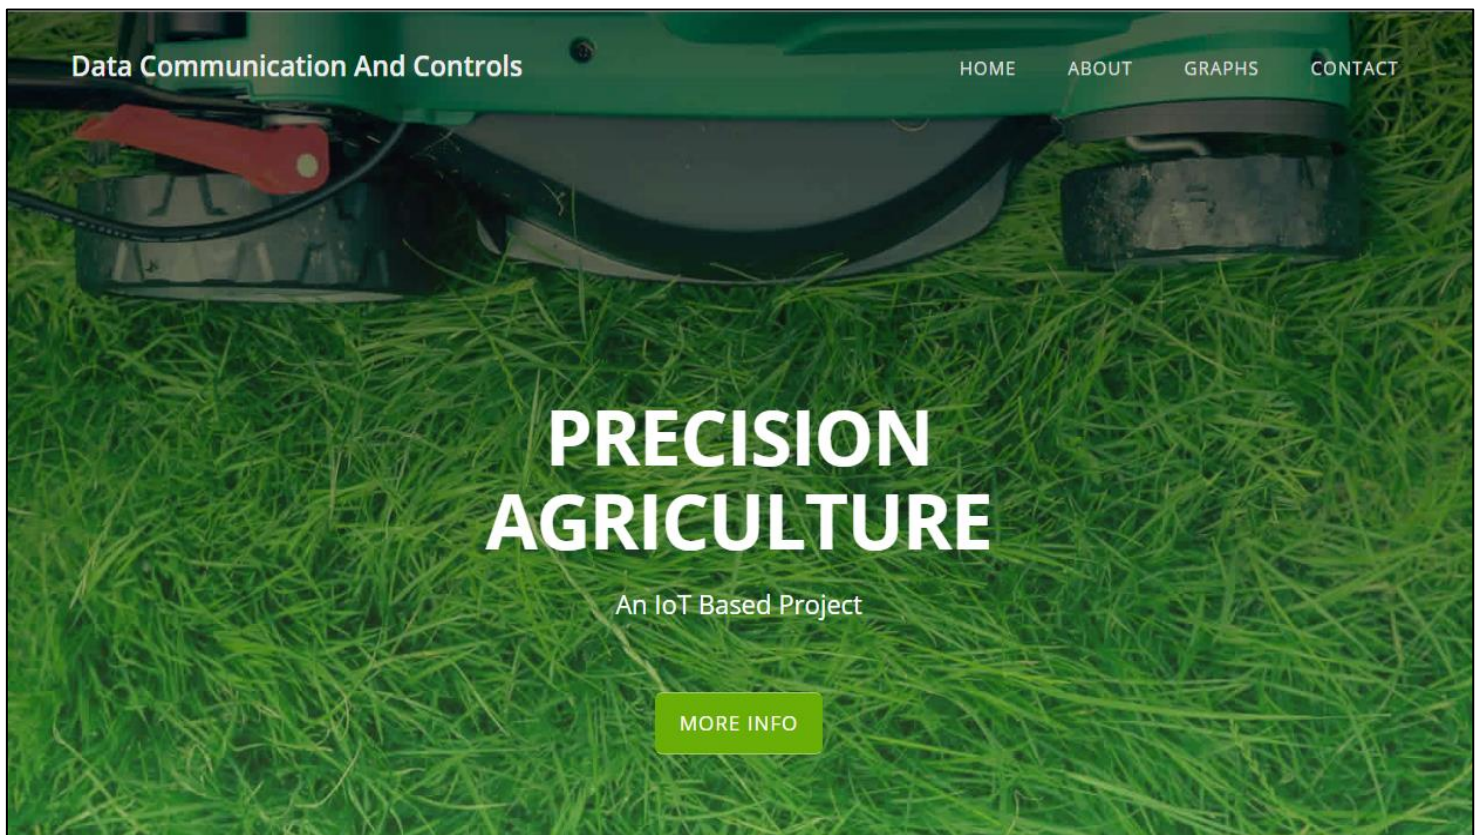 Data Communication And Controls
HOME ABOUT GRAPHS CONTACT
PRECISION
AGRICULTURE
An IoT Based Project
MORE INFO